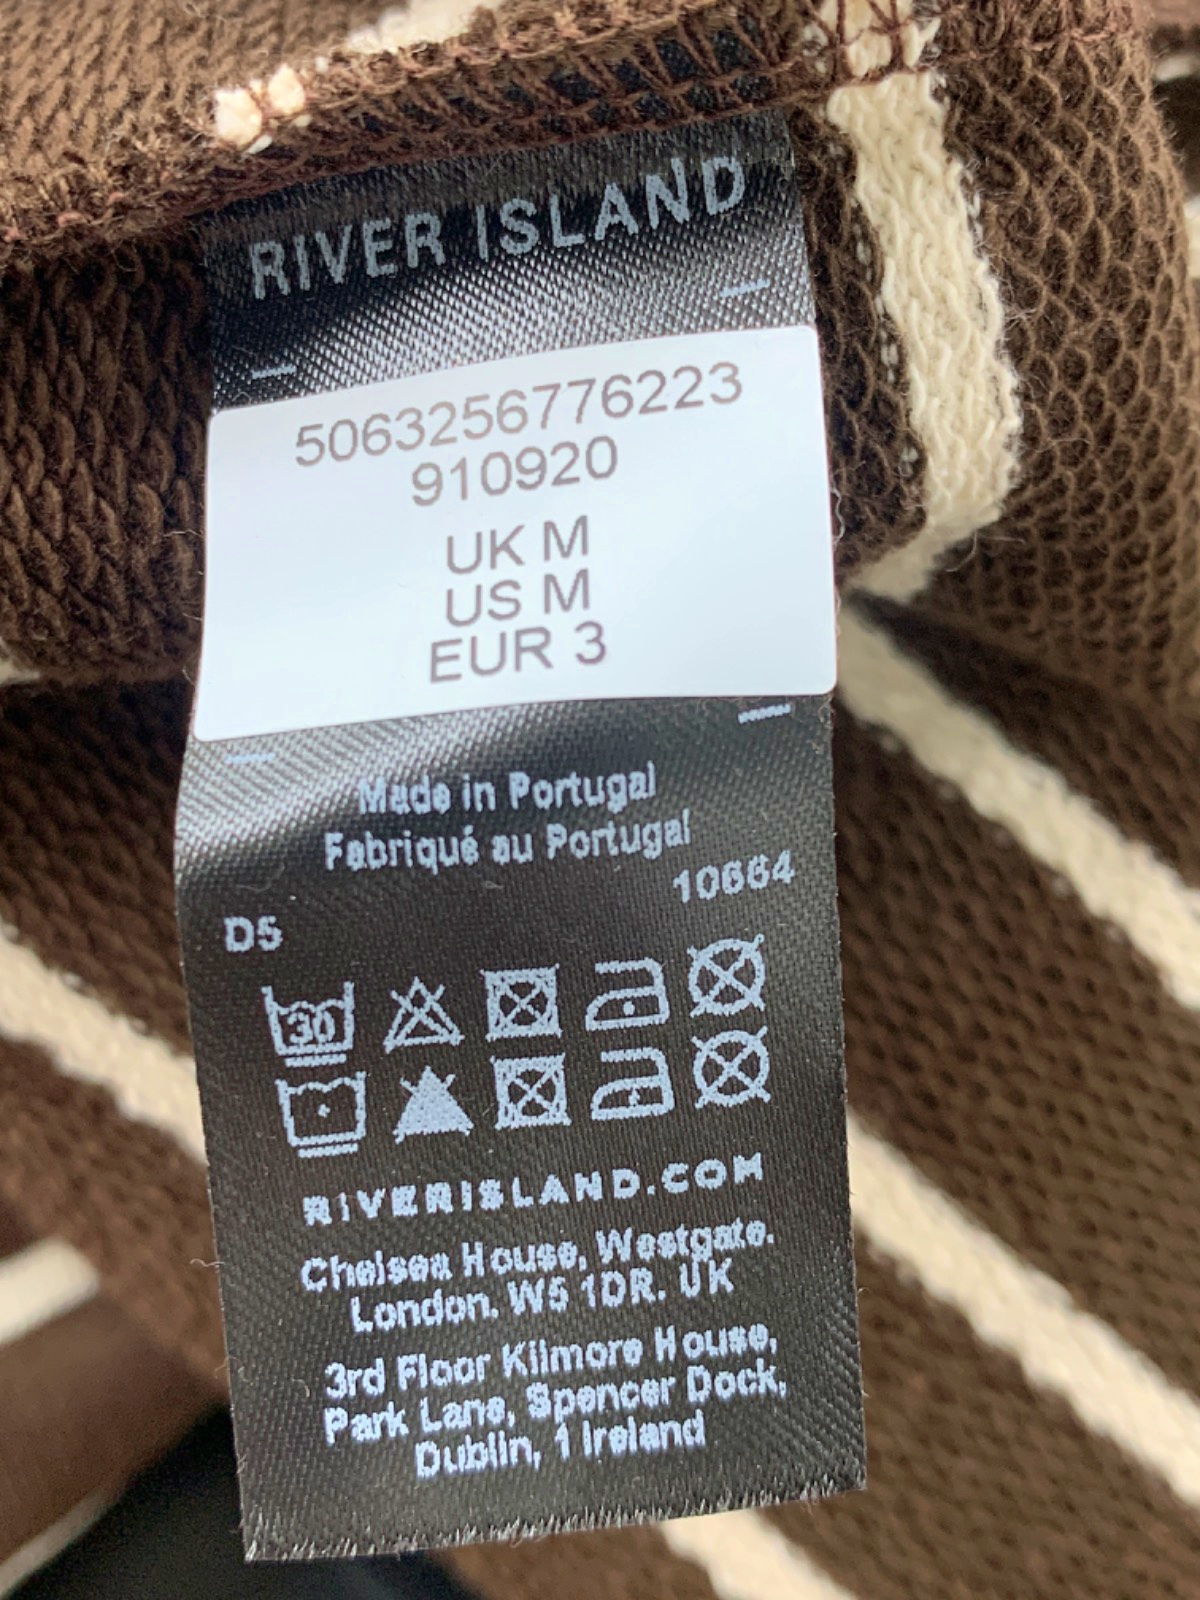 RIVER ISLAND
5063256776223
910920
UK M
US M
EUR 3
Made in Portugal
Fabriqué au Portugal
10664
D5
30
RIVERISLAND.COM
Chelsea House, Westgate.
London. W5 1DR. UK
3rd Floor Kilmore House,
Park Lane, Spencer Dock,
Dublin, 1 Ireland